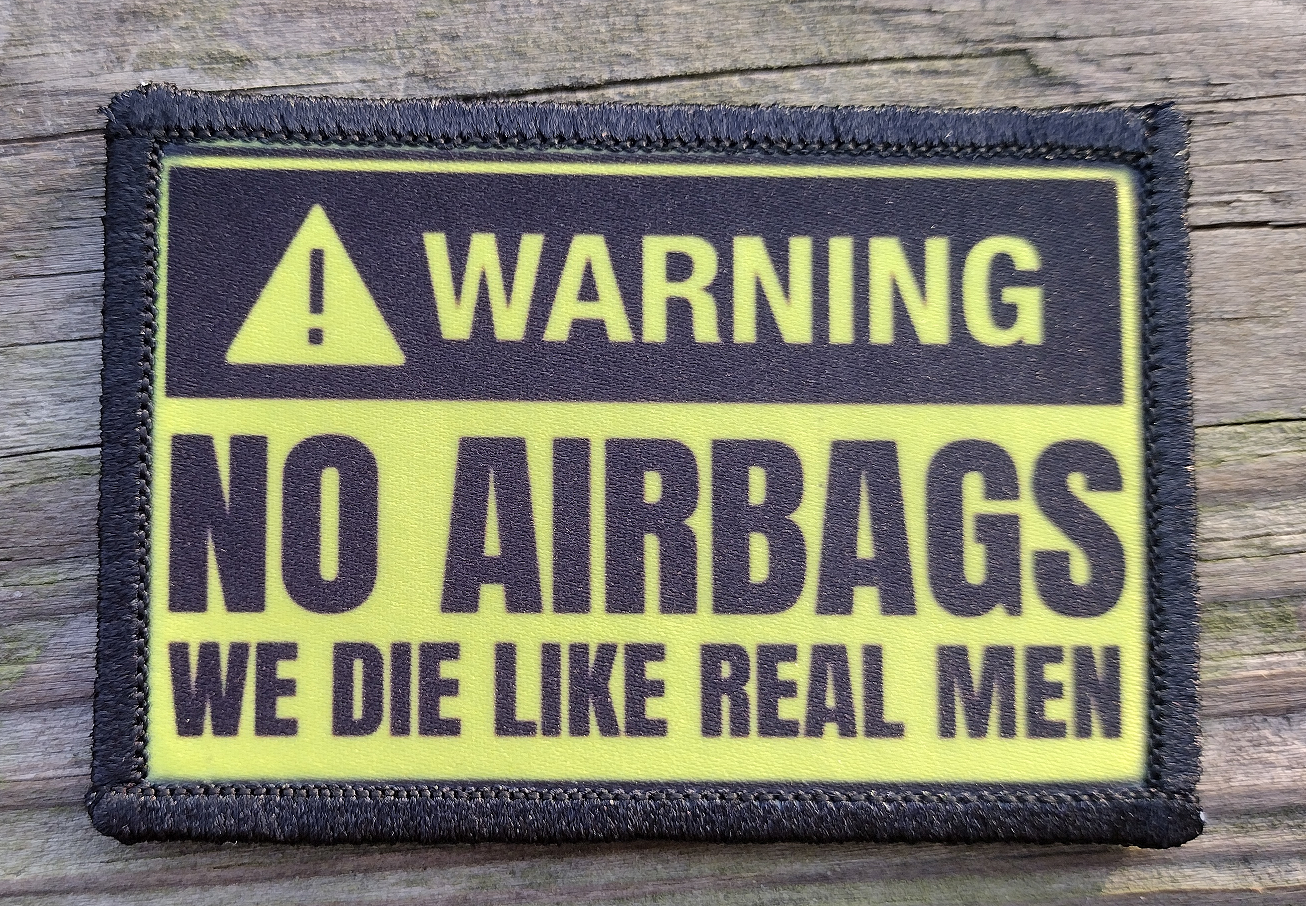 WARNING
NO AIRBAGS
WE DIE LIKE REAL MEN